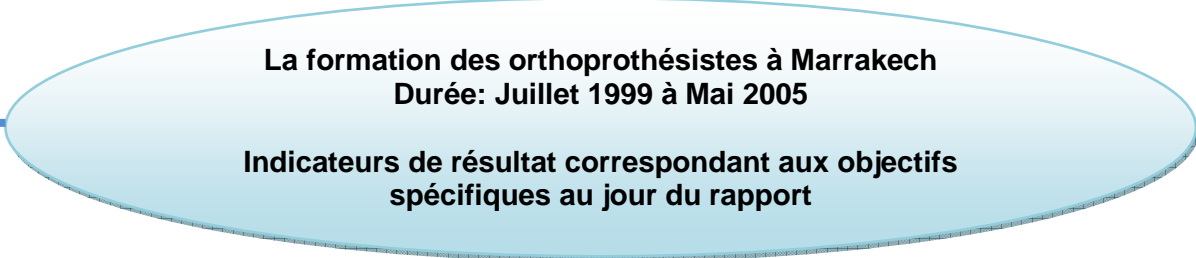 La formation des orthoprothésistes à Marrakech
Durée: Juillet 1999 à Mai 2005
Indicateurs de résultat correspondant aux objectifs
spécifiques au jour du rapport